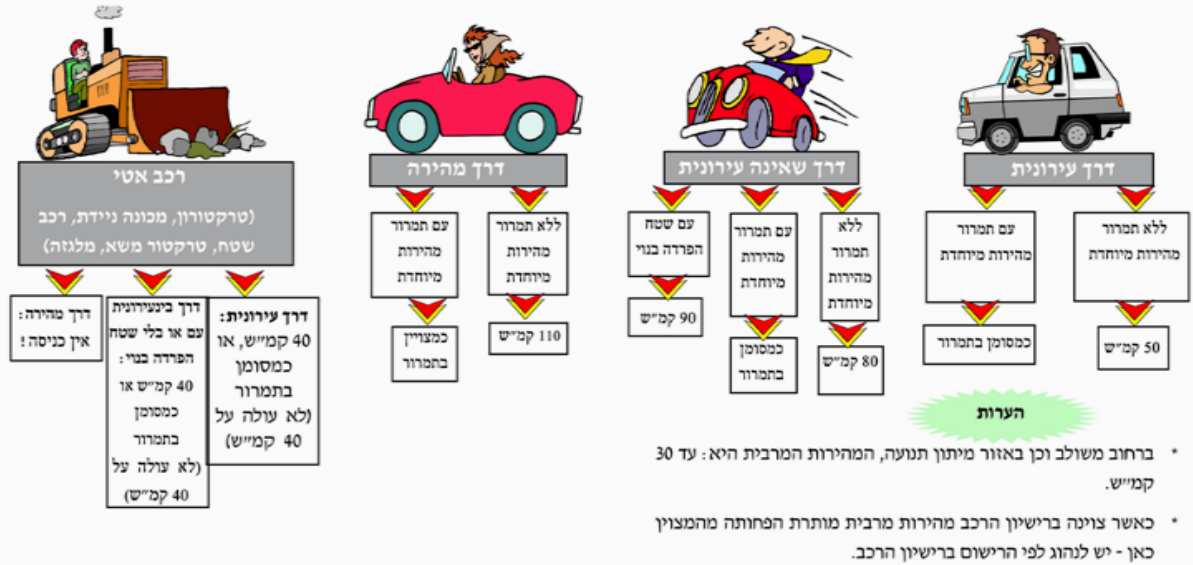 דרך עירונית
ללא תמרור
מהירות מיוחדת
50 קמ״ש
עם תמרור
מהירות מיוחדת
כמסומן בתמרור
דרך שאינה עירונית
ללא
תמרור
מהירות
מיוחדת
80 קמ״ש
עם תמרור
מהירות
מיוחדת
כמסומן
בתמרור
עם שטח
הפרדה בנוי
90 קמ״ש
דרך מהירה
ללא תמרור
מהירות
מיוחדת
110 קמ״ש
עם תמרור
מהירות
מיוחדת
כמצויין
בתמרור
רכב אטי
(טרקטורון, מכונה ניידת, רכב
שטח, טרקטור משא, מלגזה)
דרך עירונית:
40 קמ״ש, או
כמסומן
בתמרור
(לא עולה על
40 קמ״ש)
דרך בינעירונית
עם או בלי שטח
הפרדה בנוי:
40 קמ״ש או
כמסומן
בתמרור
(לא עולה על
40 קמ״ש)
דרך מהירה:
אין כניסה!
הערות
* ברחוב משולב וכן באזור מיתון תנועה, המהירות המרבית היא: עד 30
קמ״ש.
* כאשר צוינה ברישיון הרכב מהירות מרבית מותרת הפחותה מהמצוין
כאן - יש לנהוג לפי הרישום ברישיון הרכב.